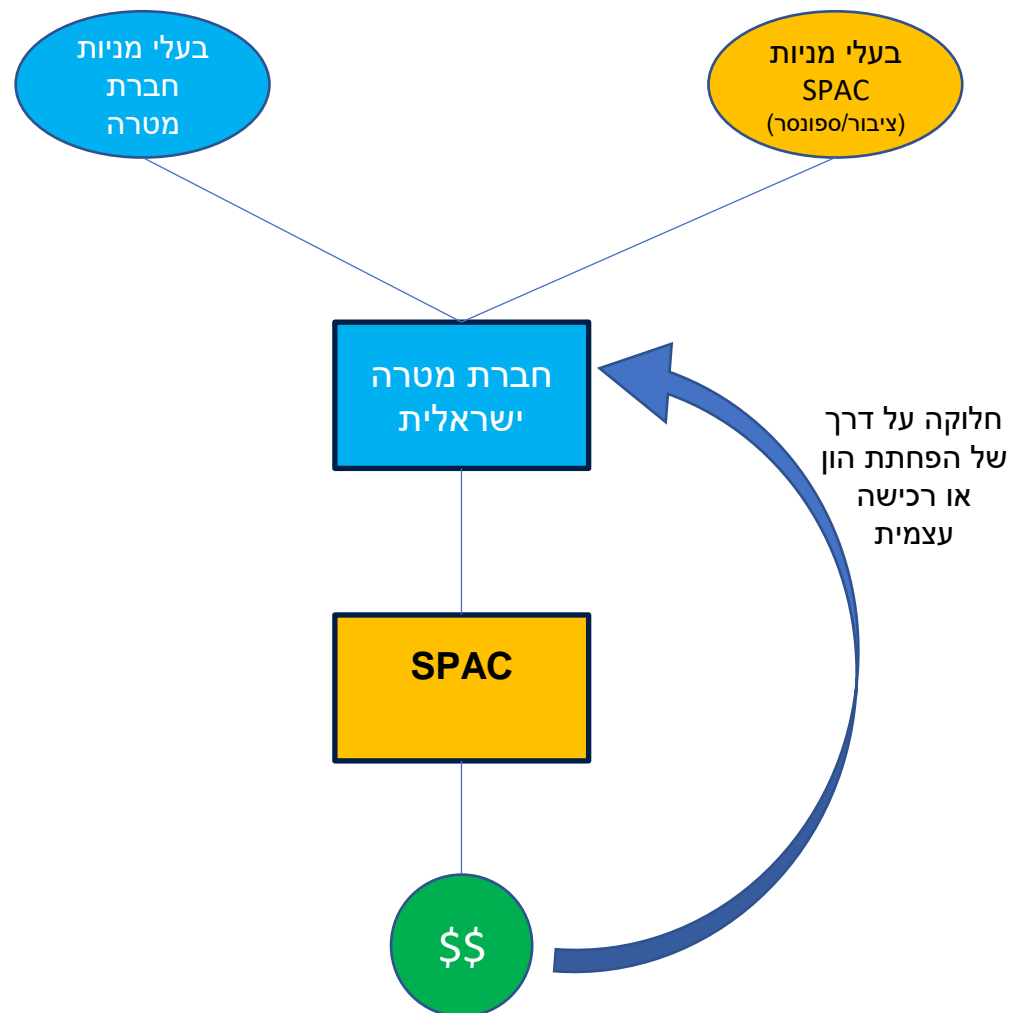 בעלי מניות
חברת
מטרה
בעלי מניות
SPAC
(ציבור/ספונסר)
חברת מטרה
ישראלית
חלוקה על דרך
של הפחתת הון
או רכישה
עצמית
SPAC
$$